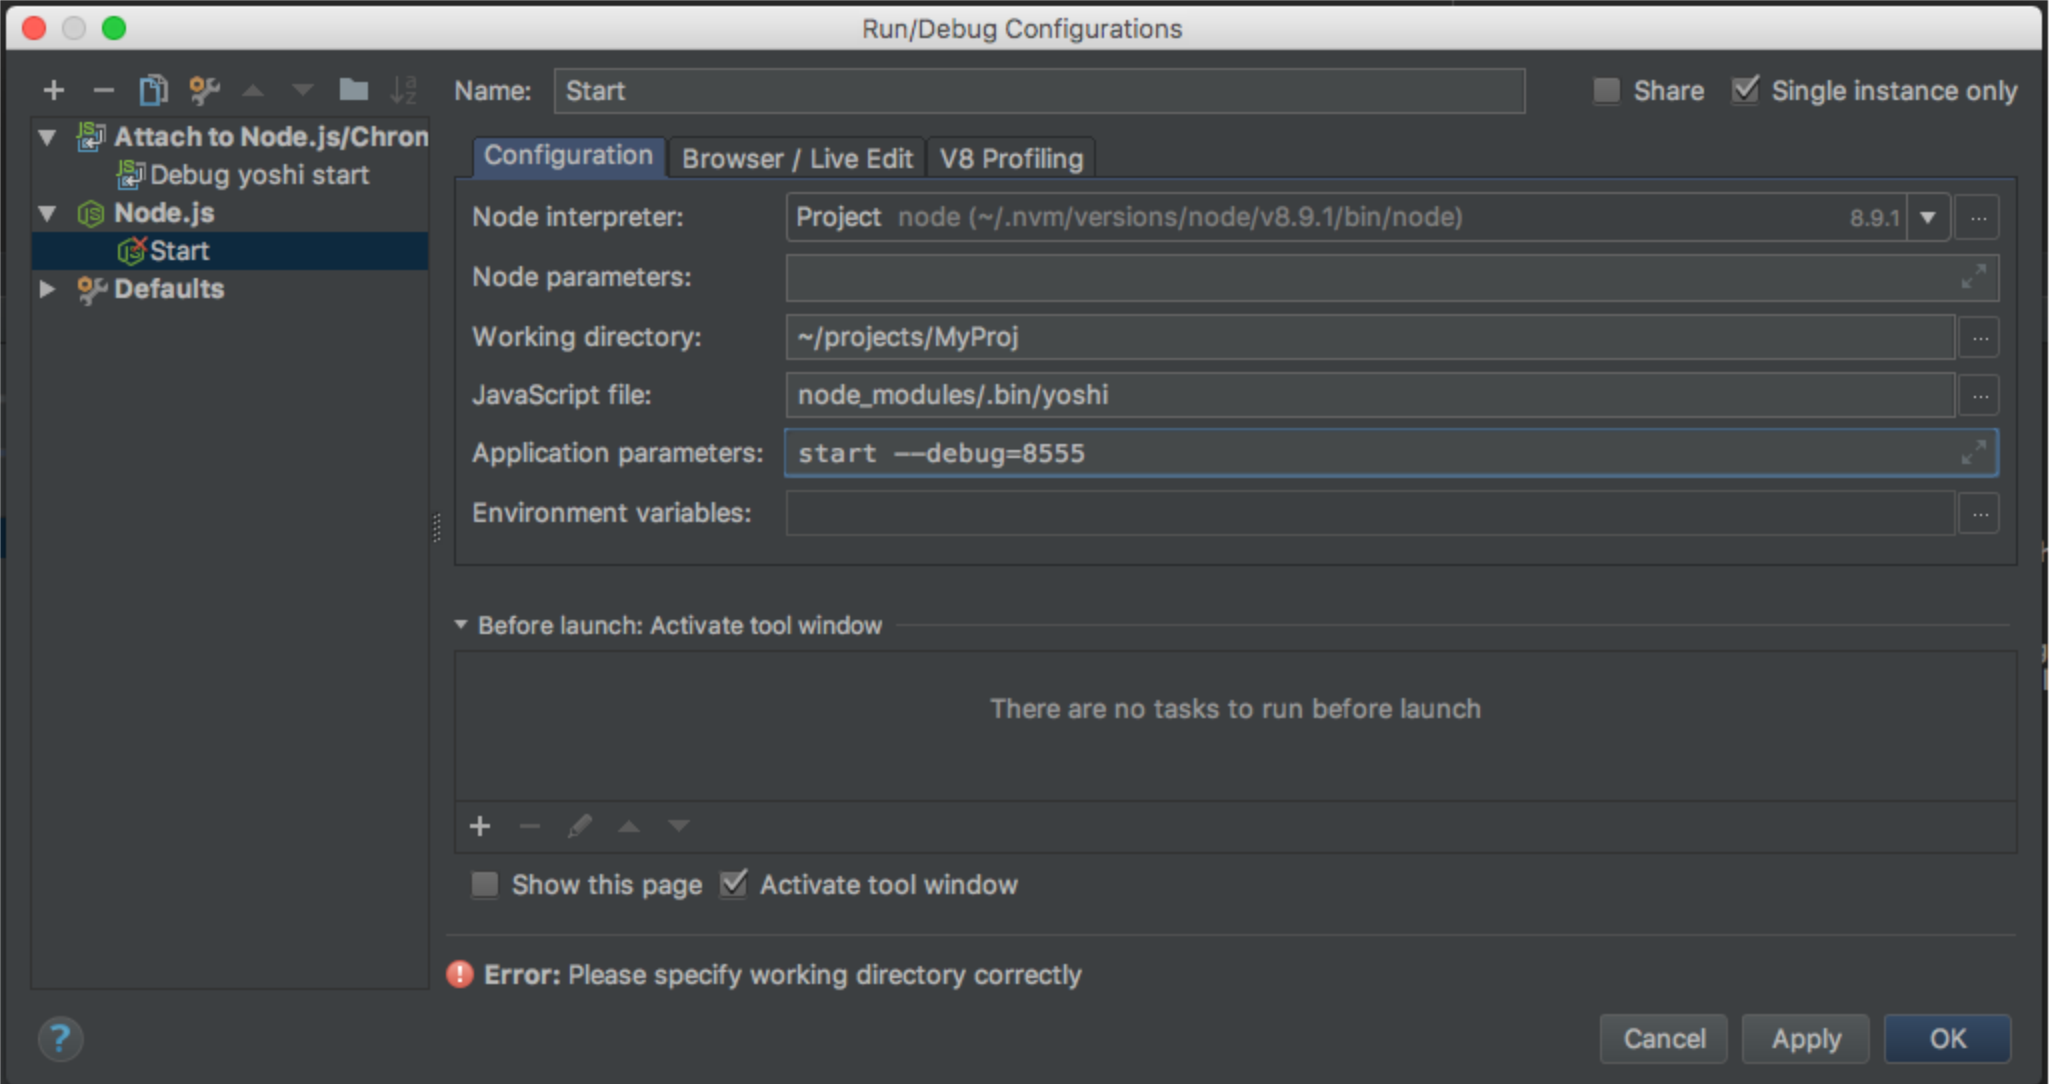 Run/Debug Configurations
Name: Start Share Single instance only
Attach to Node.js/Chron
Debug yoshi start
Node.js
Start
Defaults
Configuration Browser / Live Edit V8 Profiling
Node interpreter: Project node (~/.nvm/versions/node/v8.9.1/bin/node) 8.9.1 ...
Node parameters:
Working directory: ~/projects/MyProj ...
JavaScript file: node_modules/.bin/yoshi ...
Application parameters: start --debug=8555
Environment variables: ...
Before launch: Activate tool window
There are no tasks to run before launch
Show this page Activate tool window
Error: Please specify working directory correctly
? Cancel Apply OK